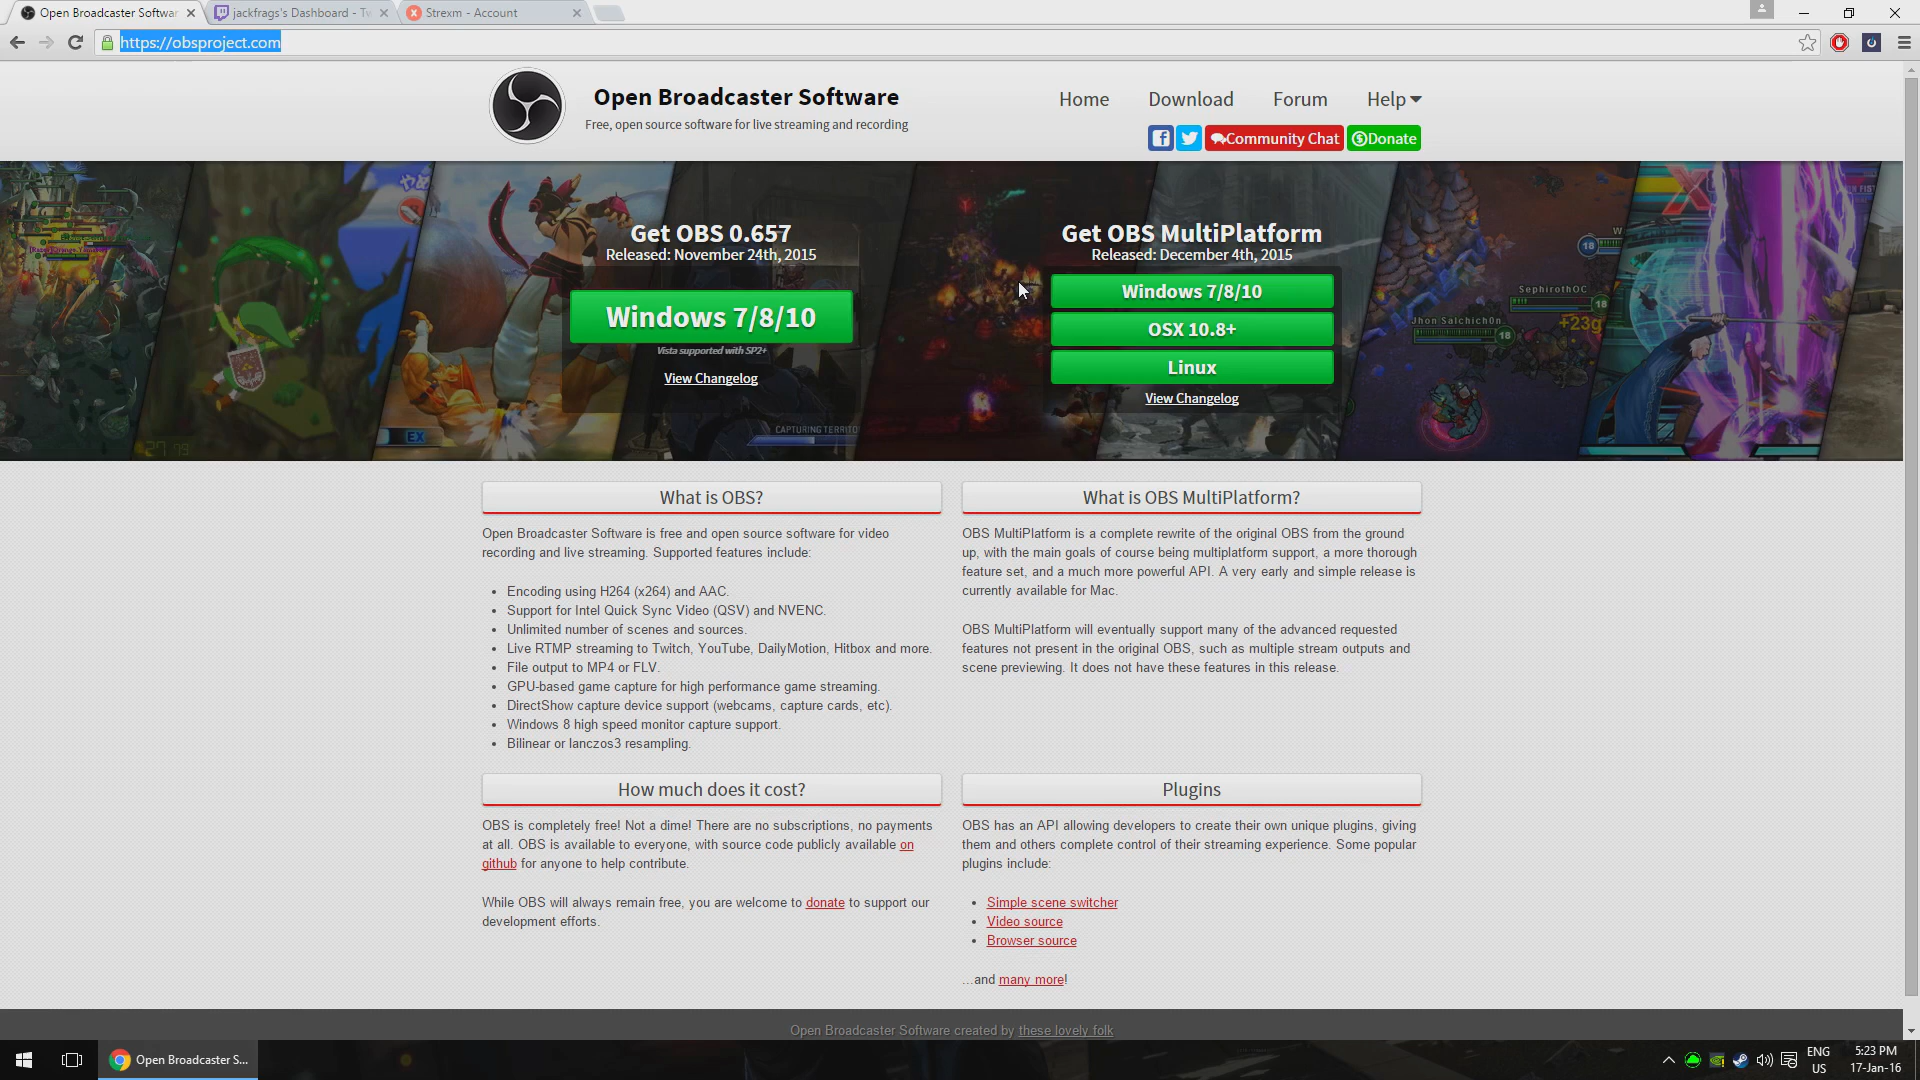 Open Broadcaster Softwar
jackfrags's Dashboard - Tw
Strexm - Account
https://obsproject.com
Open Broadcaster Software
Free, open source software for live streaming and recording
Home
Download
Forum
Help
Community Chat
Donate
Get OBS 0.657
Released: November 24th, 2015
Windows 7/8/10
Vista supported with SP2+
View Changelog
Get OBS MultiPlatform
Released: December 4th, 2015
Windows 7/8/10
OSX 10.8+
Linux
View Changelog
EX
CAPTURING TERRITO
SephirothOC
18
18
Jhon Salchich0n
18
+23g
What is OBS?
Open Broadcaster Software is free and open source software for video
recording and live streaming. Supported features include:
• Encoding using H264 (x264) and AAC.
• Support for Intel Quick Sync Video (QSV) and NVENC.
• Unlimited number of scenes and sources.
• Live RTMP streaming to Twitch, YouTube, DailyMotion, Hitbox and more.
• File output to MP4 or FLV.
• GPU-based game capture for high performance game streaming.
• DirectShow capture device support (webcams, capture cards, etc).
• Windows 8 high speed monitor capture support.
• Bilinear or lanczos3 resampling.
What is OBS MultiPlatform?
OBS MultiPlatform is a complete rewrite of the original OBS from the ground
up, with the main goals of course being multiplatform support, a more thorough
feature set, and a much more powerful API. A very early and simple release is
currently available for Mac.
OBS MultiPlatform will eventually support many of the advanced requested
features not present in the original OBS, such as multiple stream outputs and
scene previewing. It does not have these features in this release.
How much does it cost?
OBS is completely free! Not a dime! There are no subscriptions, no payments
at all. OBS is available to everyone, with source code publicly available on
github for anyone to help contribute.
While OBS will always remain free, you are welcome to donate to support our
development efforts.
Plugins
OBS has an API allowing developers to create their own unique plugins, giving
them and others complete control of their streaming experience. Some popular
plugins include:
• Simple scene switcher
• Video source
• Browser source
...and many more!
Open Broadcaster Software created by these lovely folk
Open Broadcaster S...
ENG
US
5:23 PM
17-Jan-16